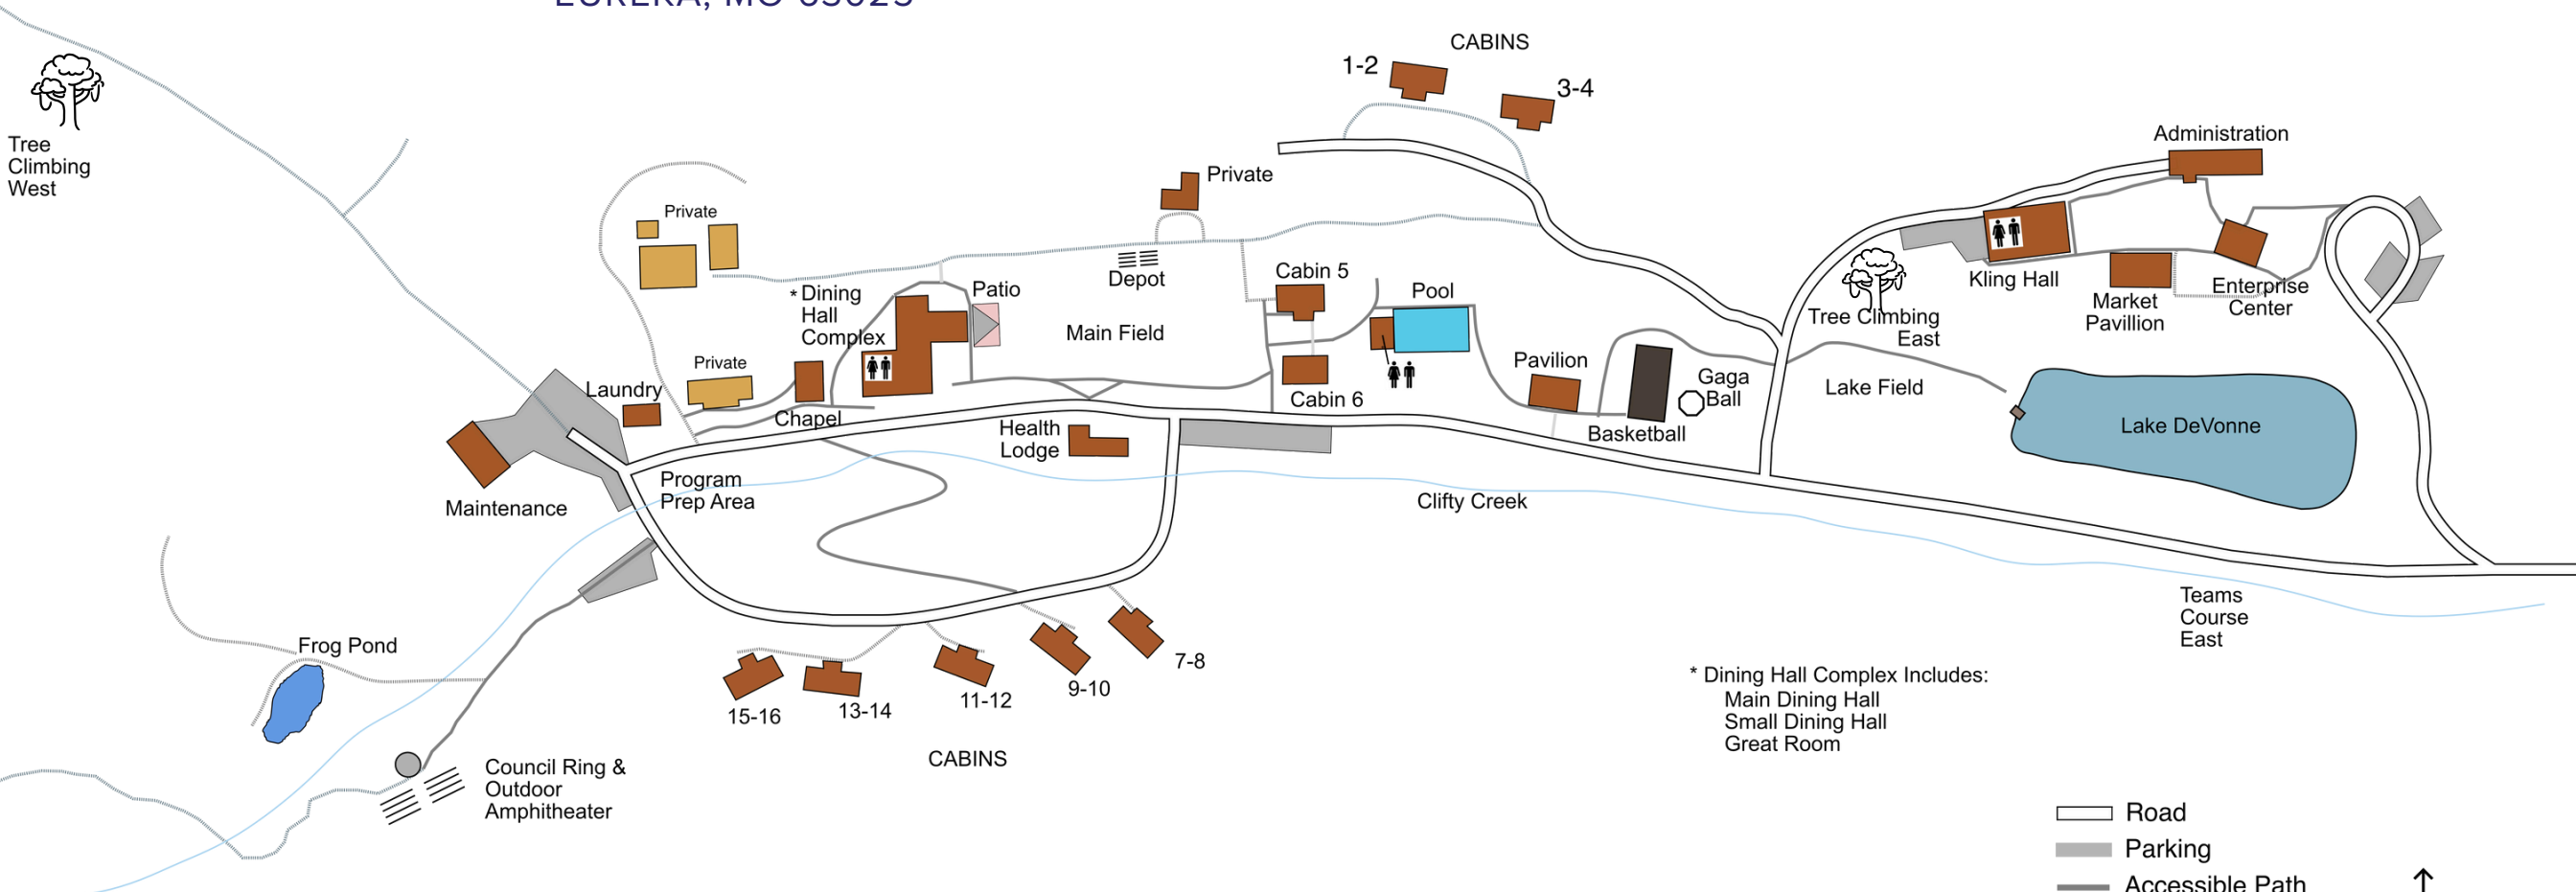 EUREKA, MO 63025
CABINS
1-2
3-4
Tree
Climbing
West
Administration
Private
Private
Kling Hall
Market
Pavillion
Enterprise
Center
Tree Climbing
East
* Dining
Hall
Complex
Patio
Depot
Main Field
Cabin 5
Pool
Cabin 6
Pavilion
Gaga
Ball
Basketball
Lake Field
Lake DeVonne
Private
Laundry
Chapel
Health
Lodge
Maintenance
Program
Prep Area
Clifty Creek
Frog Pond
Teams
Course
East
15-16
13-14
11-12
9-10
7-8
CABINS
Council Ring &
Outdoor
Amphitheater
* Dining Hall Complex Includes:
Main Dining Hall
Small Dining Hall
Great Room
Road
Parking
Accessible Path